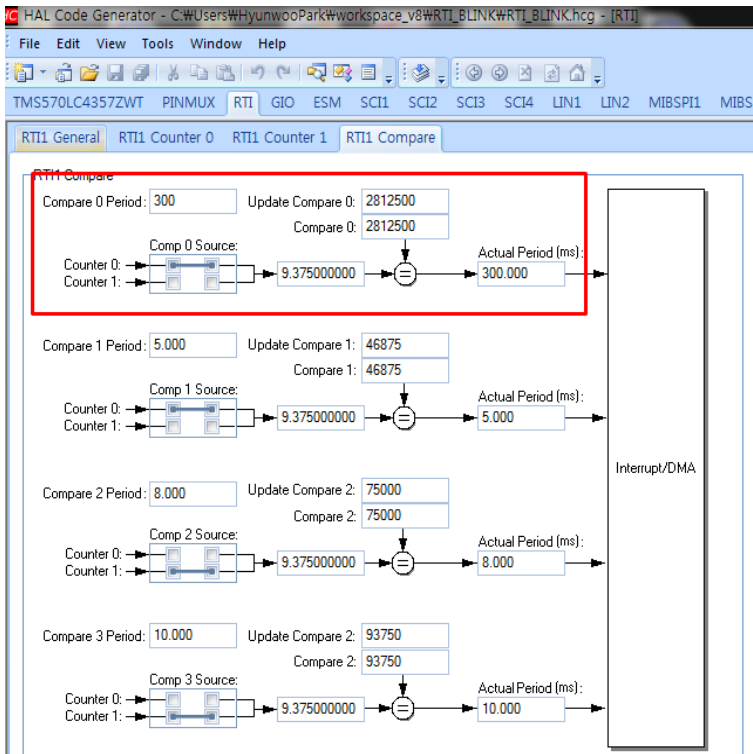 HAL Code Generator - C:₩Users₩HyunwooPark₩workspace_v8₩RTI_BLINK₩RTI_BLINK.hcg - [RTI]
File Edit View Tools Window Help
TMS570LC4357ZWT PINMUX RTI GIO ESM SCI1 SCI2 SCI3 SCI4 LIN1 LIN2 MIBSPI1 MIBS
RTI1 General RTI1 Counter 0 RTI1 Counter 1 RTI1 Compare
RTI1 Compare
Compare 0 Period: 300 Update Compare 0: 2812500
Compare 0: 2812500
Comp 0 Source: Actual Period (ms):
Counter 0: 9.375000000 = 300.000
Counter 1:
Compare 1 Period: 5.000 Update Compare 1: 46875
Compare 1: 46875
Comp 1 Source: Actual Period (ms):
Counter 0: 9.375000000 = 5.000
Counter 1:
Interrupt/DMA
Compare 2 Period: 8.000 Update Compare 2: 75000
Compare 2: 75000
Comp 2 Source: Actual Period (ms):
Counter 0: 9.375000000 = 8.000
Counter 1:
Compare 3 Period: 10.000 Update Compare 2: 93750
Compare 2: 93750
Comp 3 Source: Actual Period (ms):
Counter 0: 9.375000000 = 10.000
Counter 1: